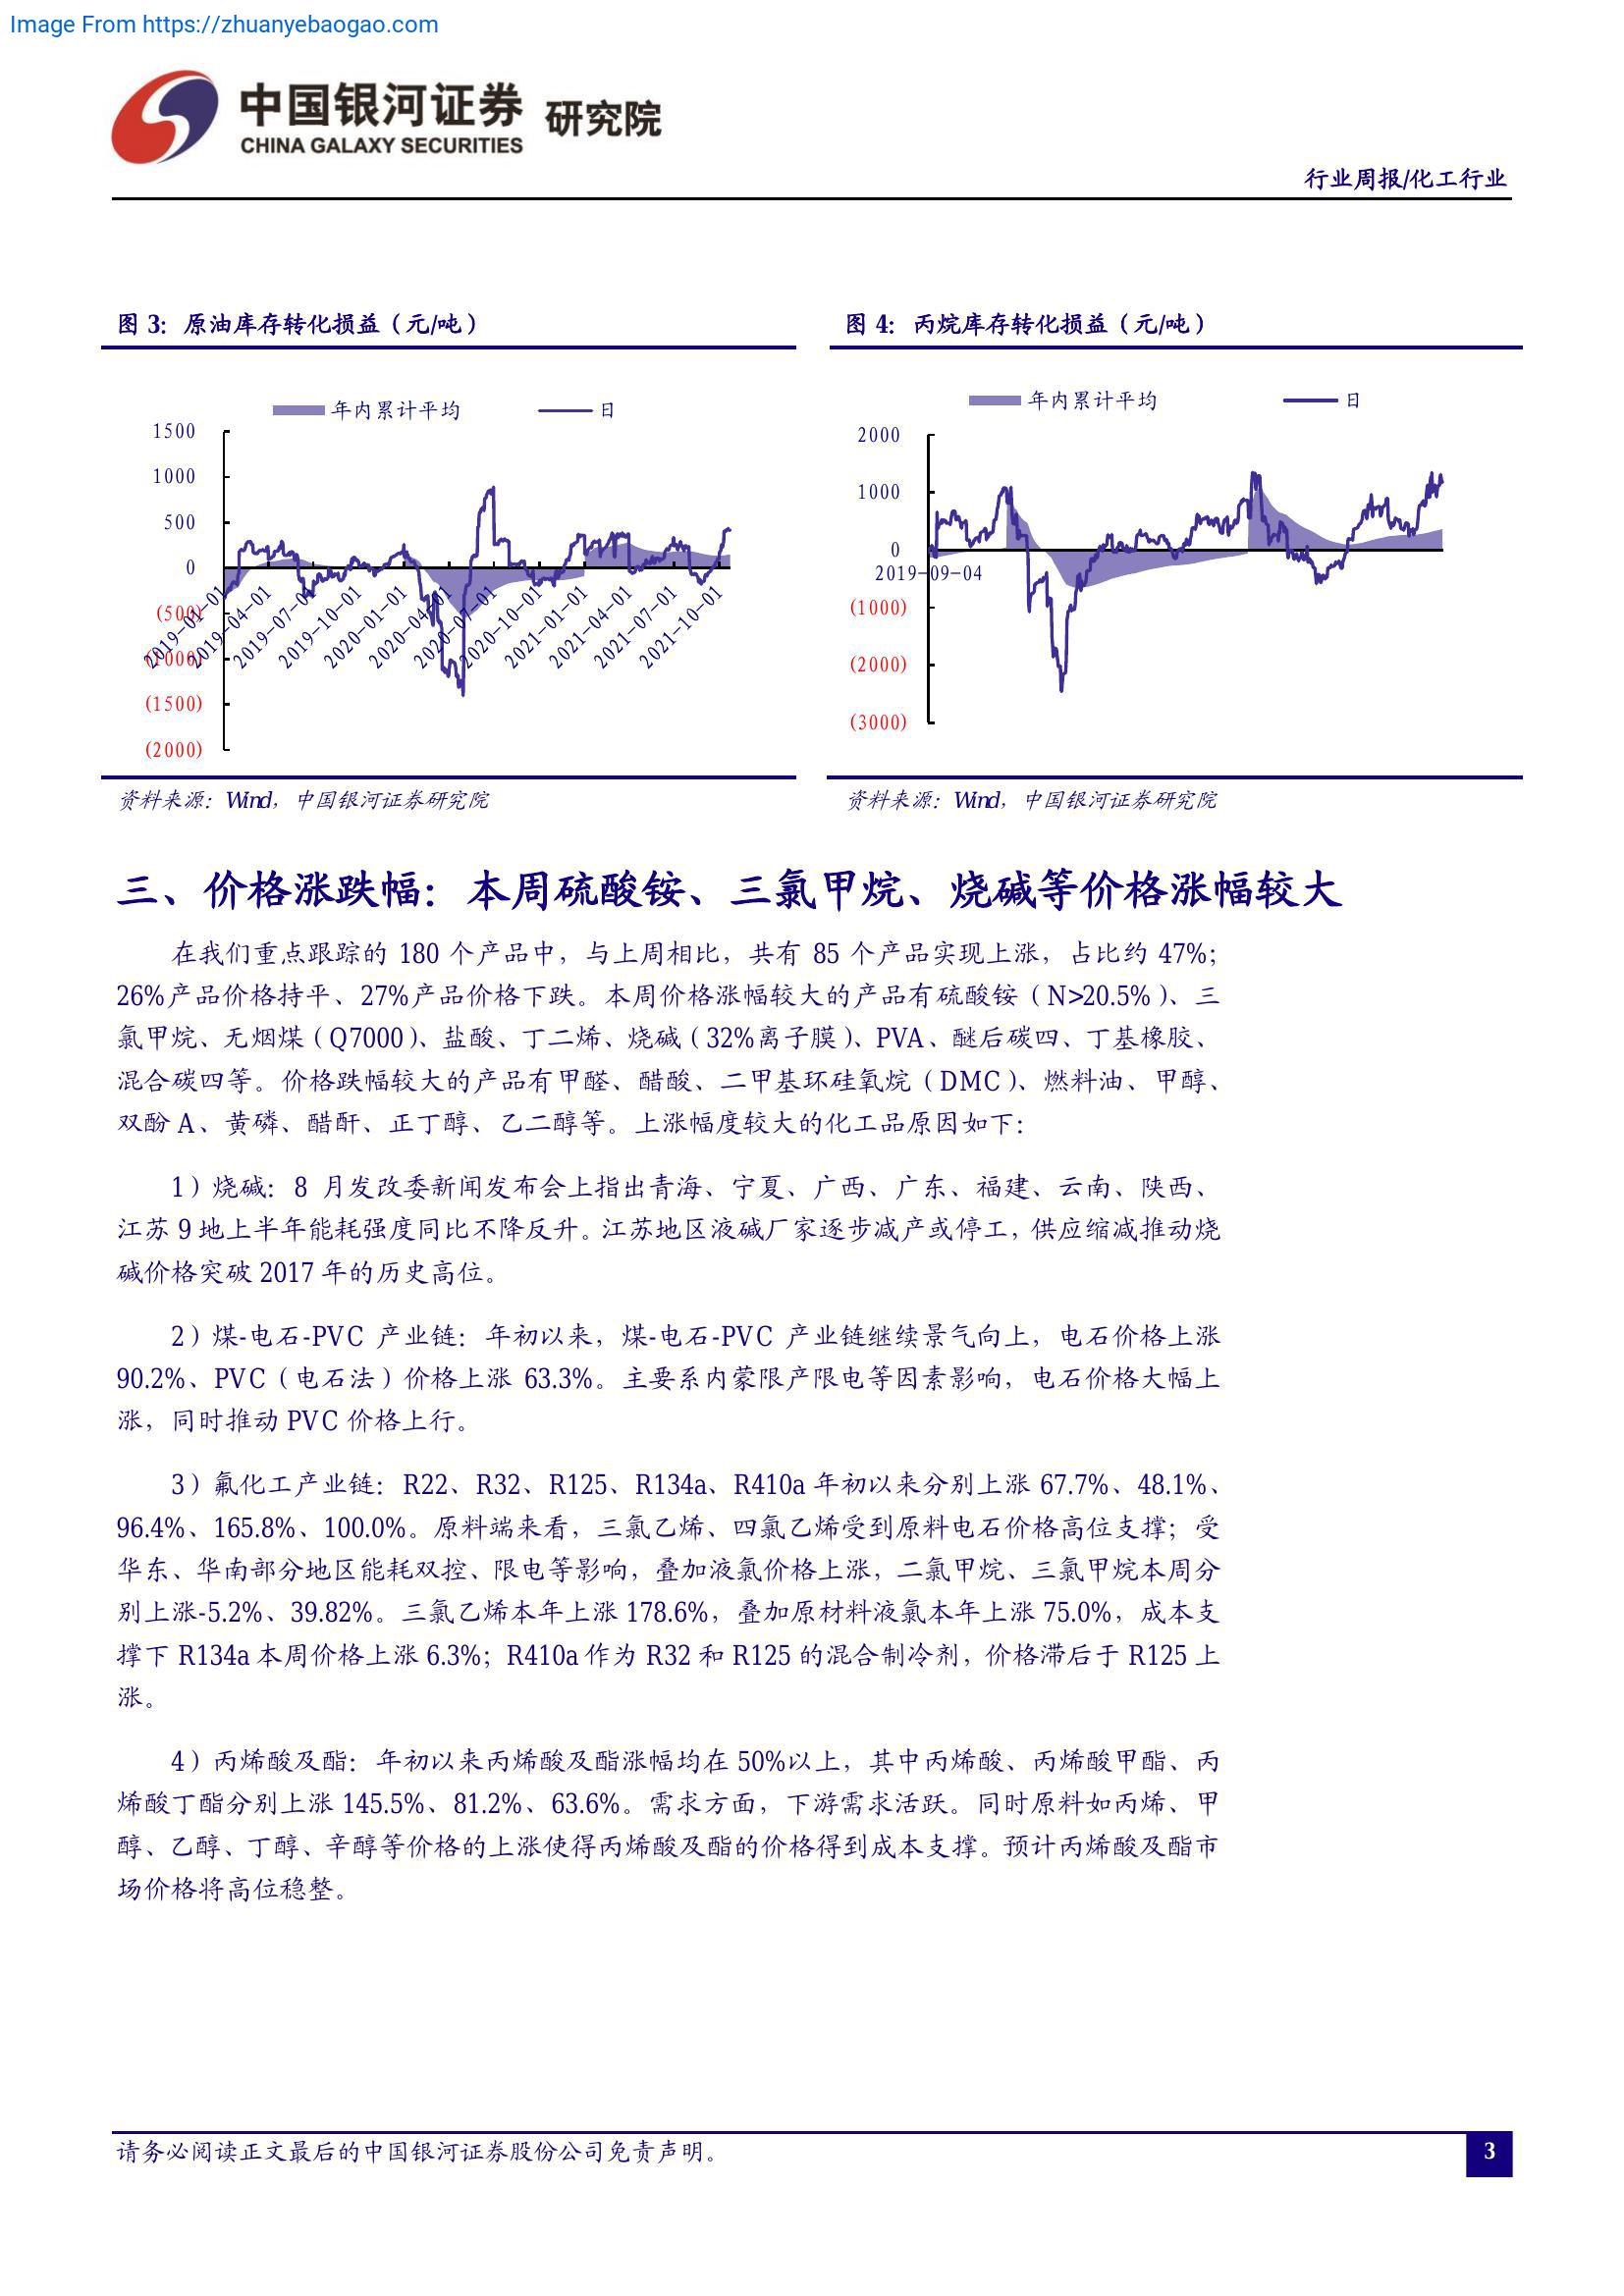 Image From https://zhuanyebaogao.com
中国银河证券 研究院
CHINA GALAXY SECURITIES
行业周报/化工行业
图 3：原油库存转化损益（元/吨）
年内累计平均 日
1500
1000
500
0
(500)
(1000)
(1500)
(2000)
2019-01-01
2019-04-01
2019-07-01
2019-10-01
2020-01-01
2020-04-01
2020-07-01
2020-10-01
2021-01-01
2021-04-01
2021-07-01
2021-10-01
资料来源：Wind，中国银河证券研究院
图 4：丙烷库存转化损益（元/吨）
年内累计平均 日
2000
1000
0
2019-09-04
(1000)
(2000)
(3000)
资料来源：Wind，中国银河证券研究院
三、价格涨跌幅：本周硫酸铵、三氯甲烷、烧碱等价格涨幅较大
在我们重点跟踪的 180 个产品中，与上周相比，共有 85 个产品实现上涨，占比约 47%；
26%产品价格持平、27%产品价格下跌。本周价格涨幅较大的产品有硫酸铵（N>20.5%）、三
氯甲烷、无烟煤（Q7000）、盐酸、丁二烯、烧碱（32%离子膜）、PVA、醚后碳四、丁基橡胶、
混合碳四等。价格跌幅较大的产品有甲醛、醋酸、二甲基环硅氧烷（DMC）、燃料油、甲醇、
双酚 A、黄磷、醋酐、正丁醇、乙二醇等。上涨幅度较大的化工品原因如下：
1）烧碱：8 月发改委新闻发布会上指出青海、宁夏、广西、广东、福建、云南、陕西、
江苏 9 地上半年能耗强度同比不降反升。江苏地区液碱厂家逐步减产或停工，供应缩减推动烧
碱价格突破 2017 年的历史高位。
2）煤-电石-PVC 产业链：年初以来，煤-电石-PVC 产业链继续景气向上，电石价格上涨
90.2%、PVC（电石法）价格上涨 63.3%。主要系内蒙限产限电等因素影响，电石价格大幅上
涨，同时推动 PVC 价格上行。
3）氟化工产业链：R22、R32、R125、R134a、R410a 年初以来分别上涨 67.7%、48.1%、
96.4%、165.8%、100.0%。原料端来看，三氯乙烯、四氯乙烯受到原料电石价格高位支撑；受
华东、华南部分地区能耗双控、限电等影响，叠加液氯价格上涨，二氯甲烷、三氯甲烷本周分
别上涨-5.2%、39.82%。三氯乙烯本年上涨 178.6%，叠加原材料液氯本年上涨 75.0%，成本支
撑下 R134a 本周价格上涨 6.3%；R410a 作为 R32 和 R125 的混合制冷剂，价格滞后于 R125 上
涨。
4）丙烯酸及酯：年初以来丙烯酸及酯涨幅均在 50%以上，其中丙烯酸、丙烯酸甲酯、丙
烯酸丁酯分别上涨 145.5%、81.2%、63.6%。需求方面，下游需求活跃。同时原料如丙烯、甲
醇、乙醇、丁醇、辛醇等价格的上涨使得丙烯酸及酯的价格得到成本支撑。预计丙烯酸及酯市
场价格将高位稳整。
请务必阅读正文最后的中国银河证券股份公司免责声明。
3